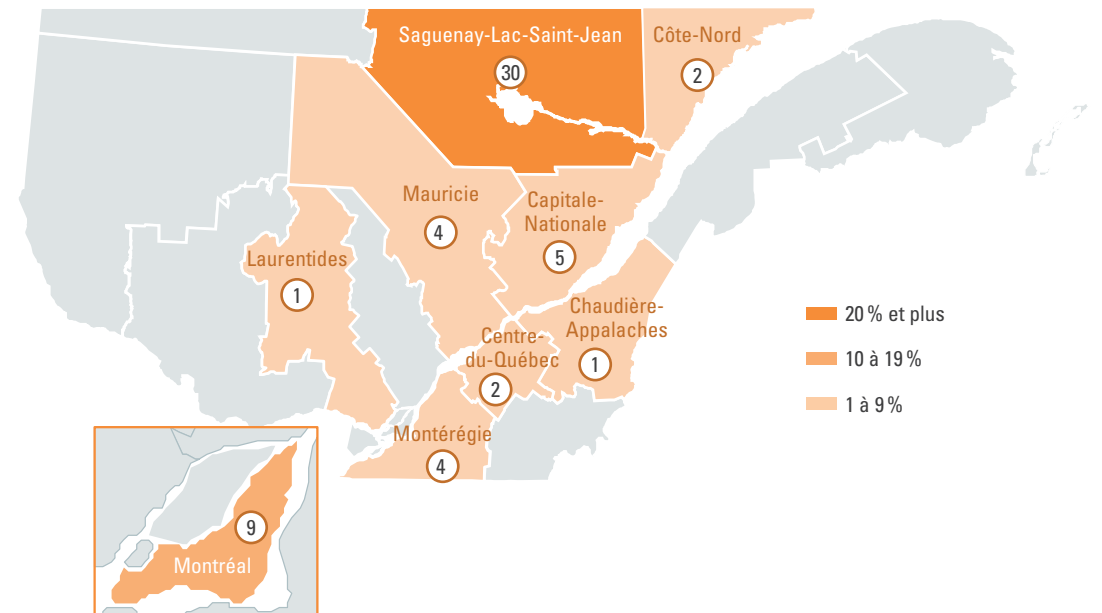 Saguenay-Lac-Saint-Jean
30
Côte-Nord
2
Mauricie
4
Capitale-
Nationale
5
Laurentides
1
Chaudière-
Appalaches
1
Centre-
du-Québec
2
Montérégie
4
Montréal
9
20 % et plus
10 à 19 %
1 à 9 %